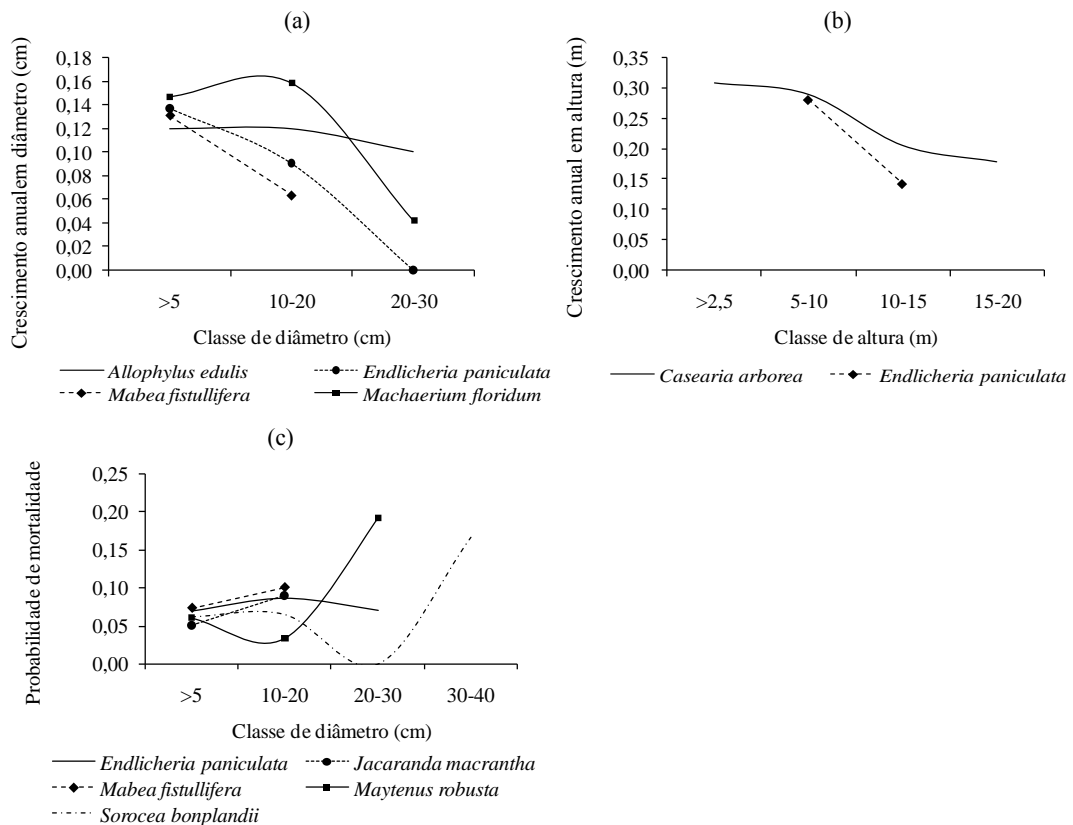 (a)
Crescimento anualem diâmetro (cm)
0,18
0,16
0,14
0,12
0,10
0,08
0,06
0,04
0,02
0,00
>5 10-20 20-30
Classe de diâmetro (cm)
Allophylus edulis Endlicheria paniculata
Mabea fistullifera Machaerium floridum
(b)
Crescimento anual em altura (m)
0,35
0,30
0,25
0,20
0,15
0,10
0,05
0,00
>2,5 5-10 10-15 15-20
Classe de altura (m)
Casearia arborea Endlicheria paniculata
(c)
Probabilidade de mortalidade
0,25
0,20
0,15
0,10
0,05
0,00
>5 10-20 20-30 30-40
Classe de diâmetro (cm)
Endlicheria paniculata Jacaranda macrantha
Mabea fistullifera Maytenus robusta
Sorocea bonplandii